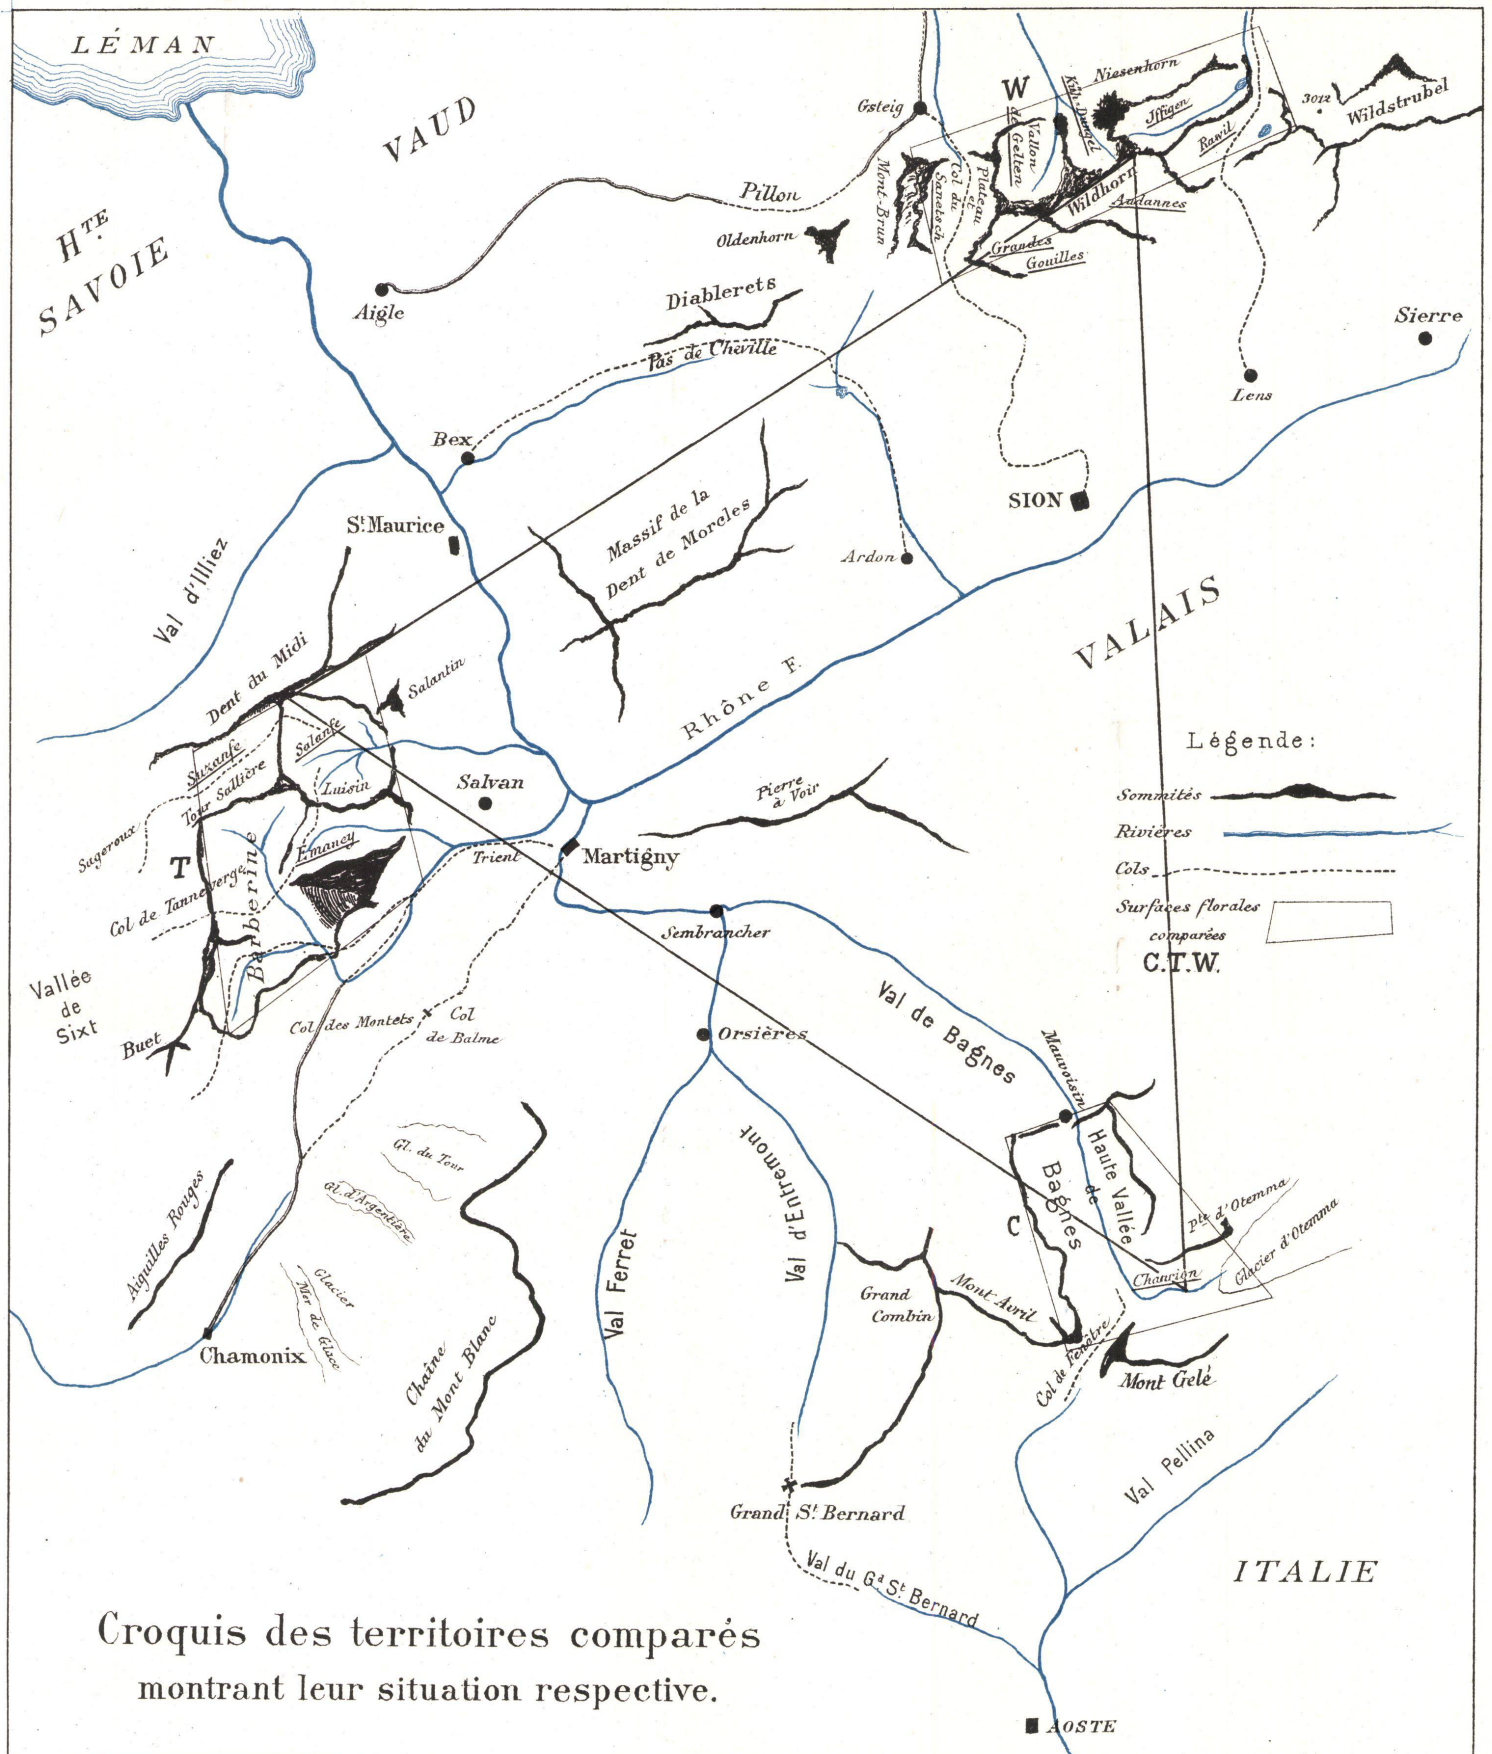 LÉMAN
VAUD
HTE
SAVOIE
Gsteig
W
Niesenhorn
Küh-Dungel
Iffigen
Rawil
3012
Wildstrubel
Vallon
de Gelten
Plateau
et
Col du
Sanetsch
Mont-Brun
Wildhorn
Audannes
Grandes
Gouilles
Pillon
Oldenhorn
Aigle
Diablerets
Pas de Cheville
Sierre
Lens
Bex
SION
St. Maurice
Massif de la
Dent de Morcles
Ardon
Val d'Illiez
VALAIS
Dent du Midi
Salantin
Rhône F.
Suzanfe
Salanfe
Tour Sallière
Luisin
Salvan
Pierre
à Voir
Sageroux
Emaney
T
Trient
Martigny
Col de Tanneverge
Barberine
Sembrancher
Vallée
de
Sixt
Buet
Col des Montets
Col
de Balme
Orsières
Val de Bagnes
Mauvoisin
Légende:
Sommités
Rivières
Cols
Surfaces florales
comparées
C.T.W.
Gl. du Tour
Gl. d'Argentière
Aiguilles Rouges
Glacier
Mer de Glace
Chamonix
Chaîne
du Mont Blanc
Val Ferret
Val d'Entremont
Haute Vallée
de
Bagnes
C
Pte d'Otemma
Glacier d'Otemma
Chanrion
Grand
Combin
Mont Avril
Col de Fenêtre
Mont Gelé
Val Pellina
Grand St. Bernard
Val du Gd St. Bernard
ITALIE
AOSTE
Croquis des territoires comparés
montrant leur situation respective.